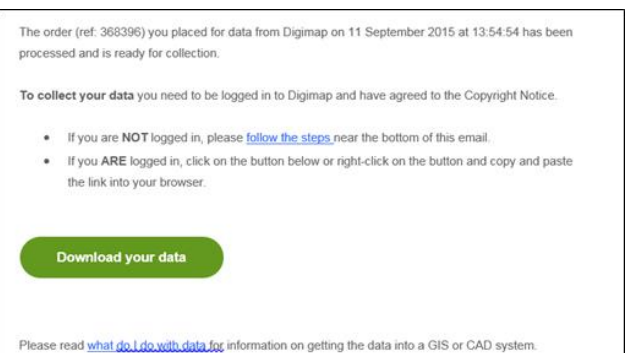 The order (ref: 368396) you placed for data from Digimap on 11 September 2015 at 13:54:54 has been
processed and is ready for collection.
To collect your data you need to be logged in to Digimap and have agreed to the Copyright Notice.
• If you are NOT logged in, please follow the steps near the bottom of this email.
• If you ARE logged in, click on the button below or right-click on the button and copy and paste
the link into your browser.
Download your data
Please read what do I do with data for information on getting the data into a GIS or CAD system.